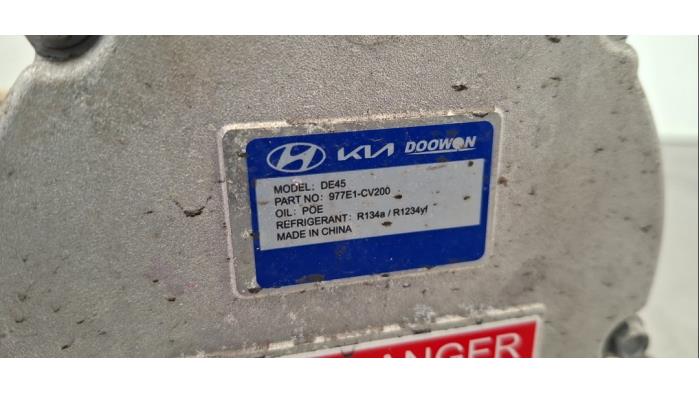 KIA DOOWON
MODEL: DE45
PART NO: 977E1-CV200
OIL: POE
REFRIGERANT: R134a / R1234yf
MADE IN CHINA
ANGER